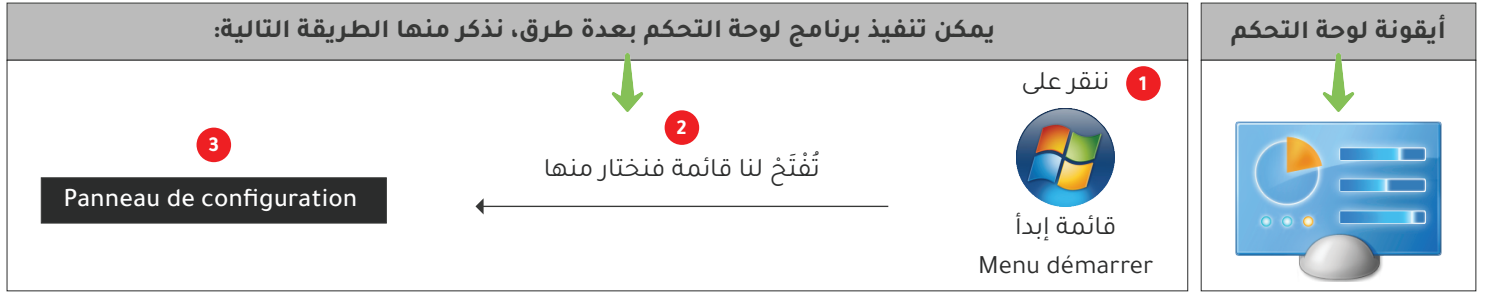 أيقونة لوحة التحكم
يمكن تنفيذ برنامج لوحة التحكم بعدة طرق، نذكر منها الطريقة التالية:
1 ننقر على
قائمة إبدأ
Menu démarrer
2
تُفْتَحْ لنا قائمة فنختار منها
3
Panneau de configuration